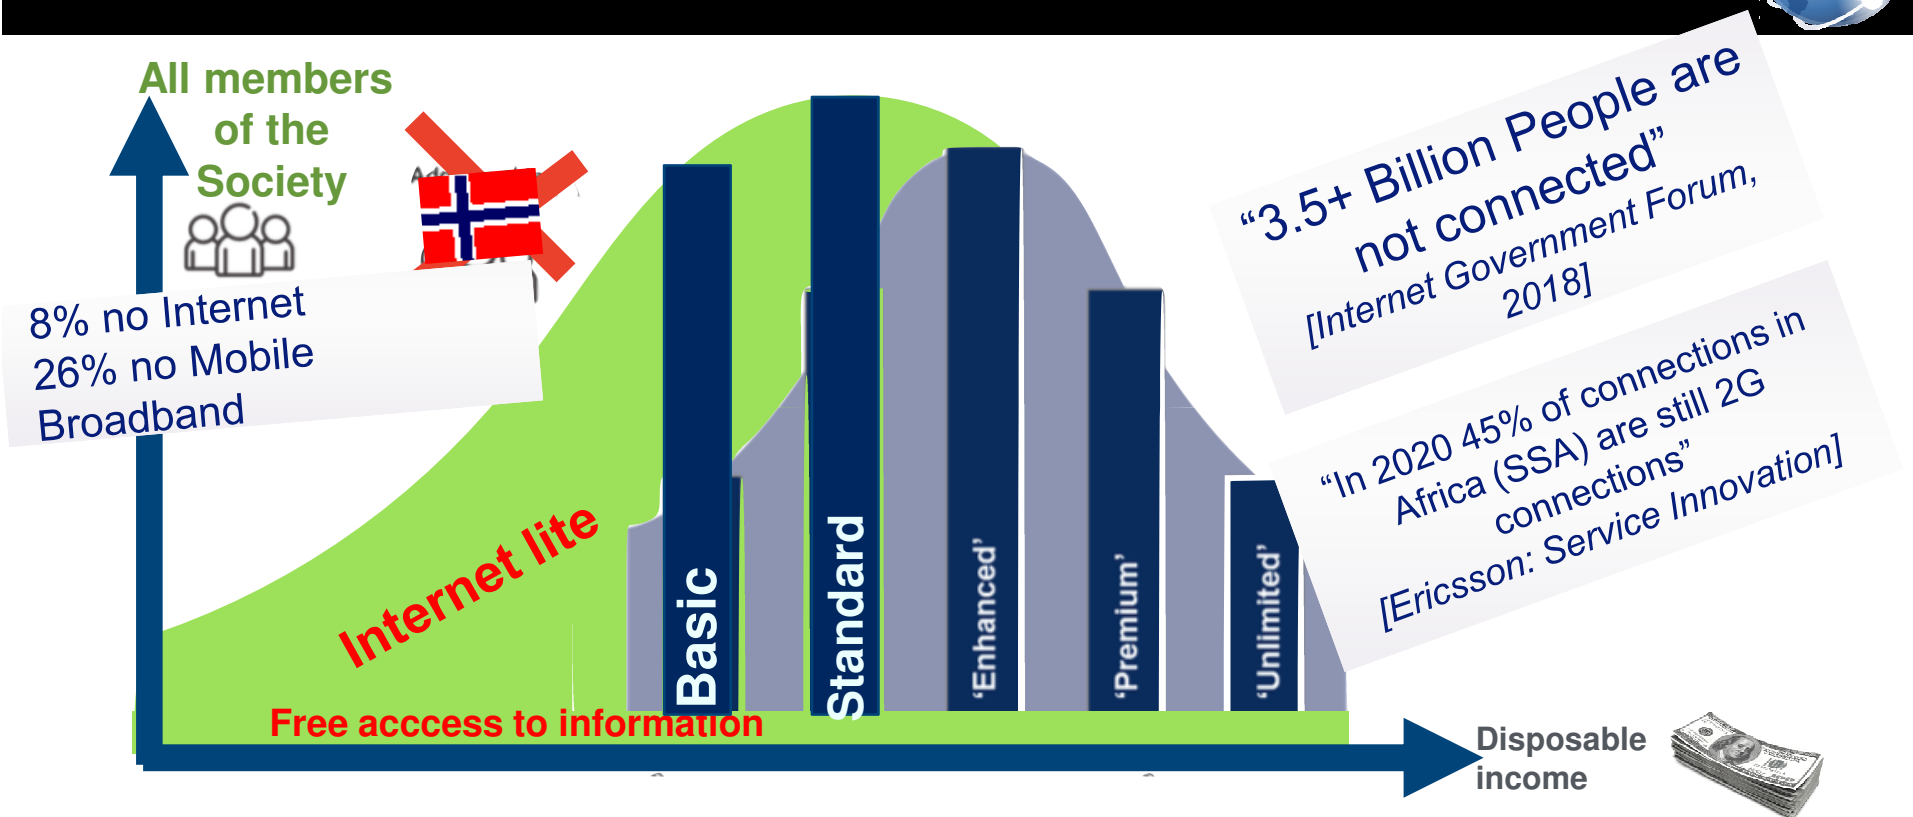 All members
of the
Society
8% no Internet
26% no Mobile
Broadband
“3.5+ Billion People are
not connected”
[Internet Government Forum,
2018]
“In 2020 45% of connections in
Africa (SSA) are still 2G
connections”
[Ericsson: Service Innovation]
Internet lite
Basic
Standard
‘Enhanced’
‘Premium’
‘Unlimited’
Free acccess to information
Disposable
income